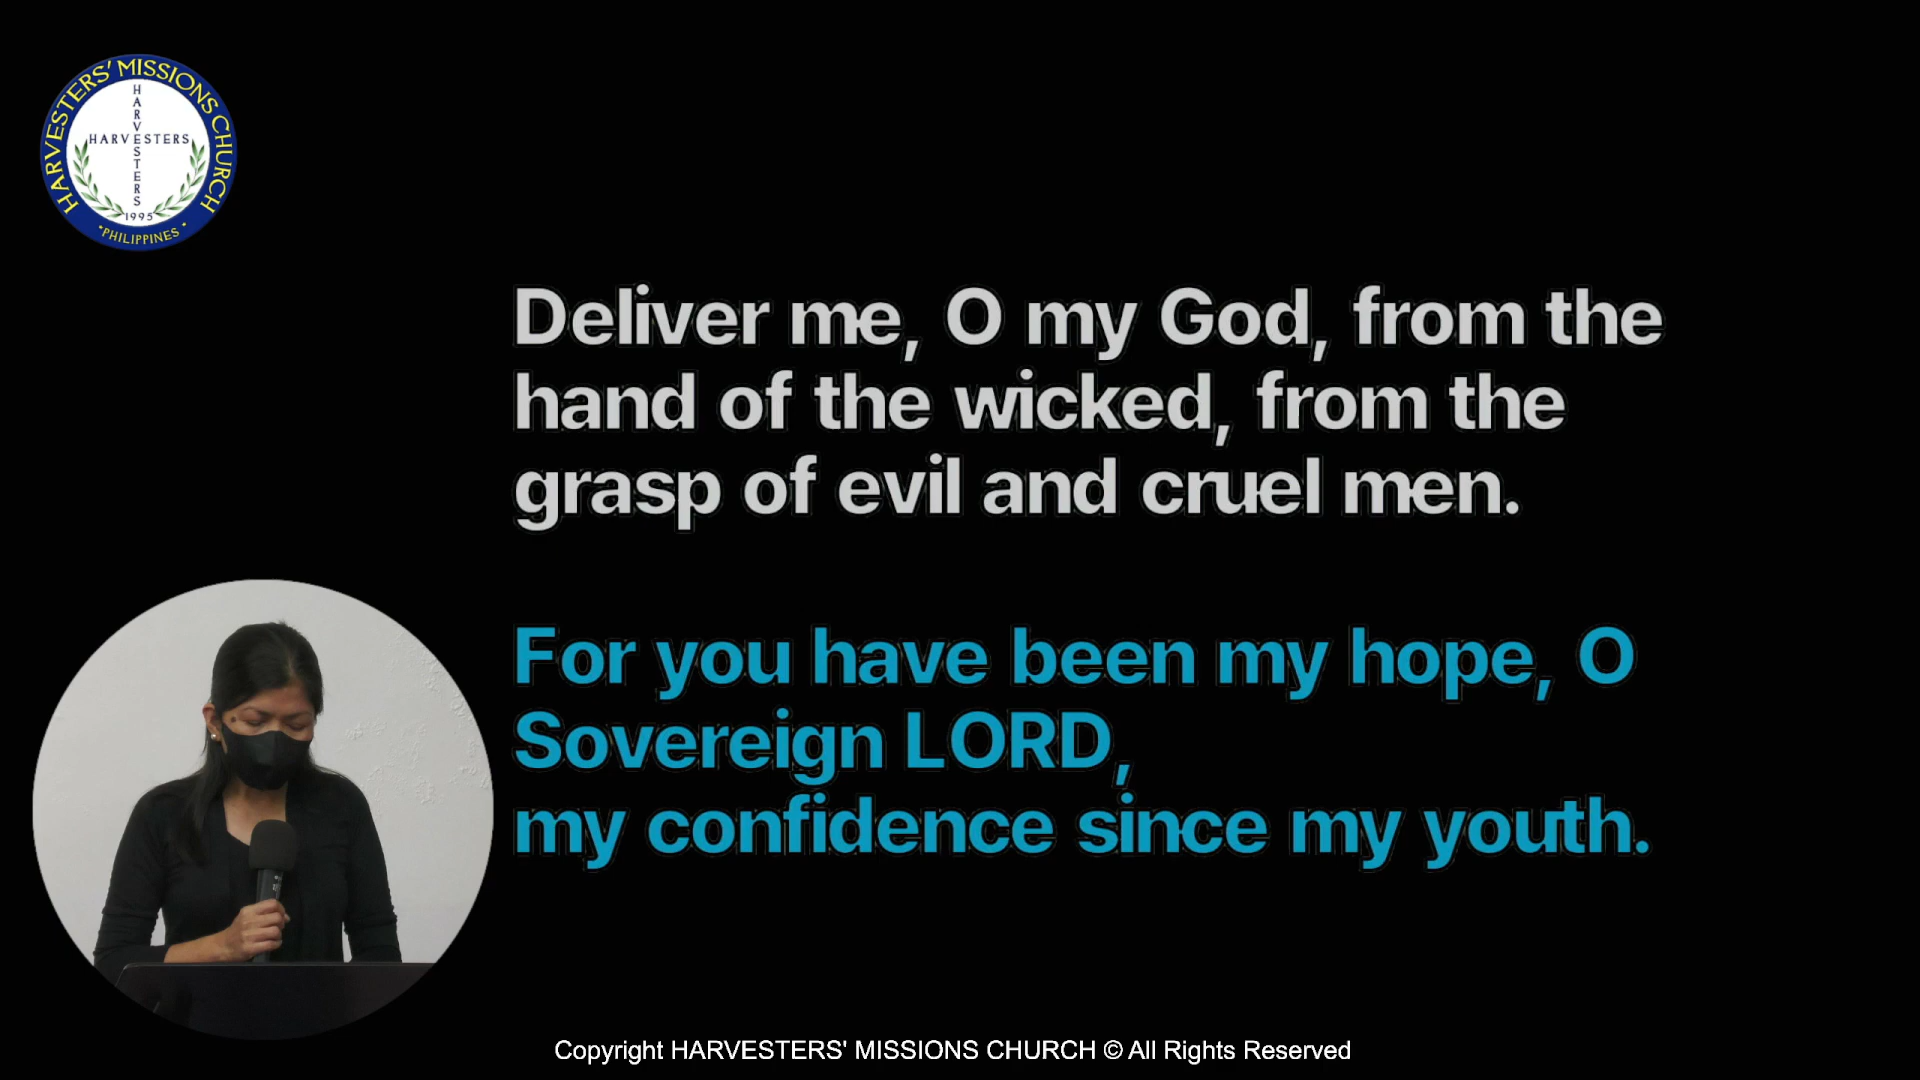 HARVESTERS' MISSIONS CHURCH
HARVESTERS
HARVESTERS
1995
• PHILIPPINES •
Deliver me, O my God, from the
hand of the wicked, from the
grasp of evil and cruel men.
For you have been my hope, O
Sovereign LORD,
my confidence since my youth.
Copyright HARVESTERS' MISSIONS CHURCH © All Rights Reserved